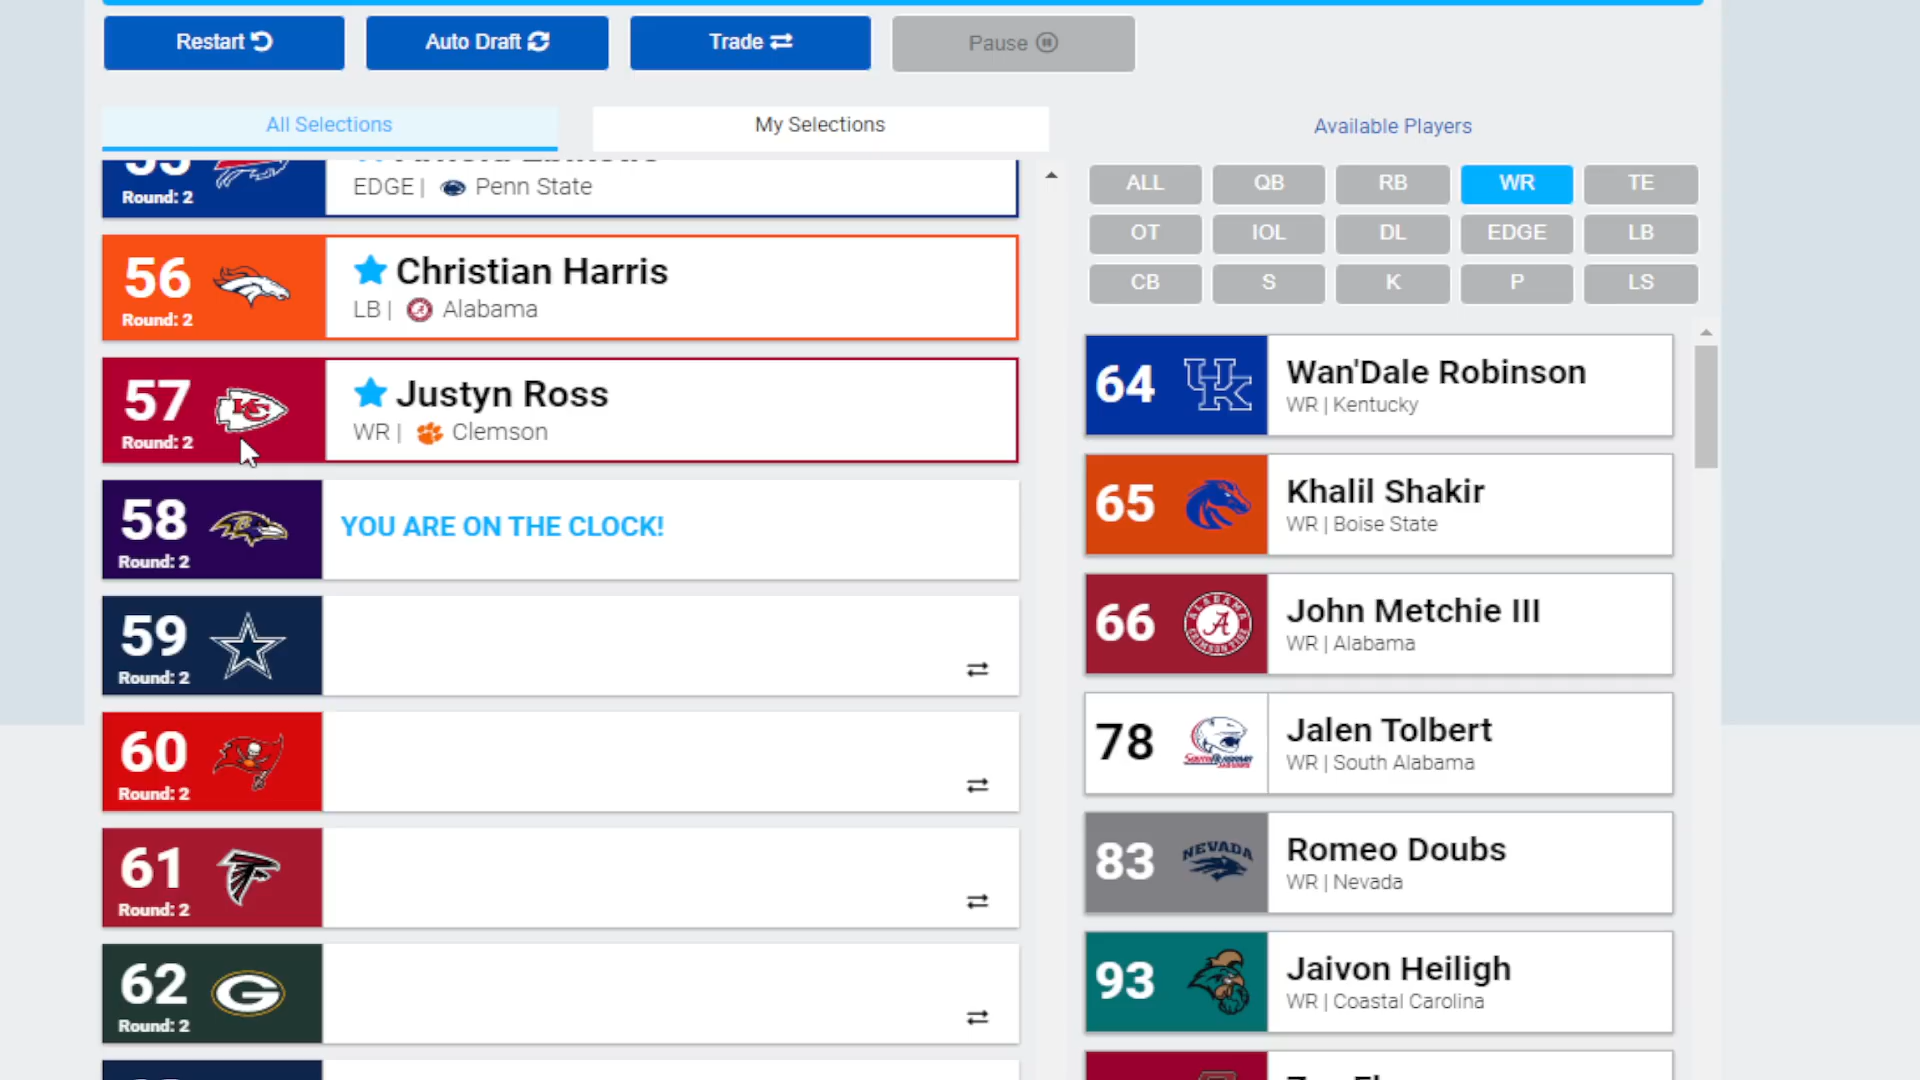 Restart
Auto Draft
Trade
Pause
All Selections
My Selections
Available Players
55
Round: 2
EDGE | Penn State
56
Round: 2
Christian Harris
LB | Alabama
57
Round: 2
Justyn Ross
WR | Clemson
58
Round: 2
YOU ARE ON THE CLOCK!
59
Round: 2
60
Round: 2
61
Round: 2
62
Round: 2
ALL QB RB WR TE
OT IOL DL EDGE LB
CB S K P LS
64
Wan'Dale Robinson
WR | Kentucky
65
Khalil Shakir
WR | Boise State
66
John Metchie III
WR | Alabama
78
Jalen Tolbert
WR | South Alabama
83
NEVADA
Romeo Doubs
WR | Nevada
93
Jaivon Heiligh
WR | Coastal Carolina